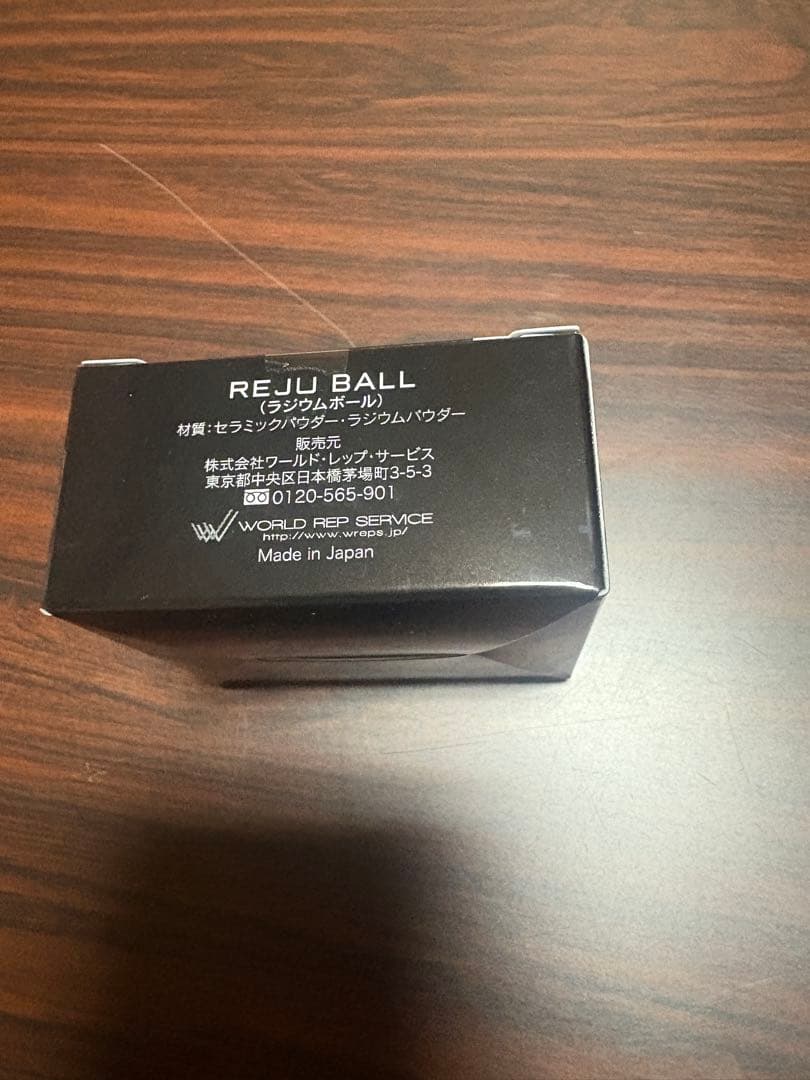 REJU BALL
(ラジウムボール)
材質:セラミックパウダー・ラジウムパウダー
販売元
株式会社ワールド・レップ・サービス
東京都中央区日本橋茅場町3-5-3
0120-565-901
WORLD REP SERVICE
http://www.wreps.jp/
Made in Japan